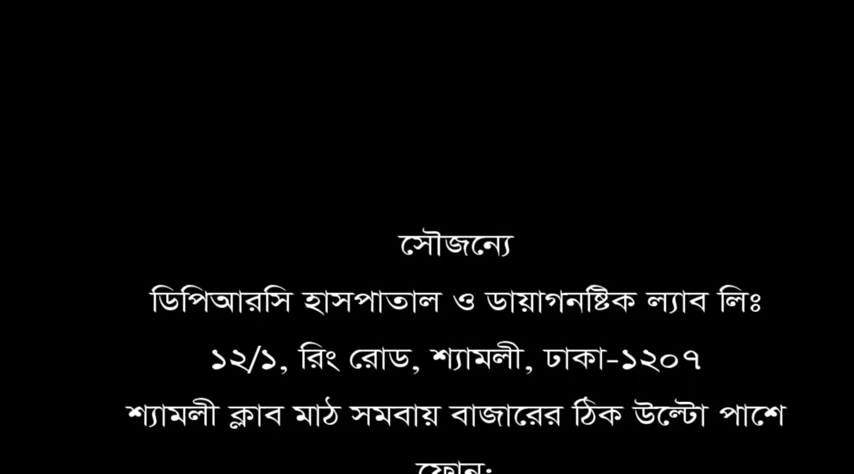 সৌজন্যে
ডিপিআরসি হাসপাতাল ও ডায়াগনষ্টিক ল্যাব লিঃ
১২/১, রিং রোড, শ্যামলী, ঢাকা-১২০৭
শ্যামলী ক্লাব মাঠ সমবায় বাজারের ঠিক উল্টো পাশে
ফোন: